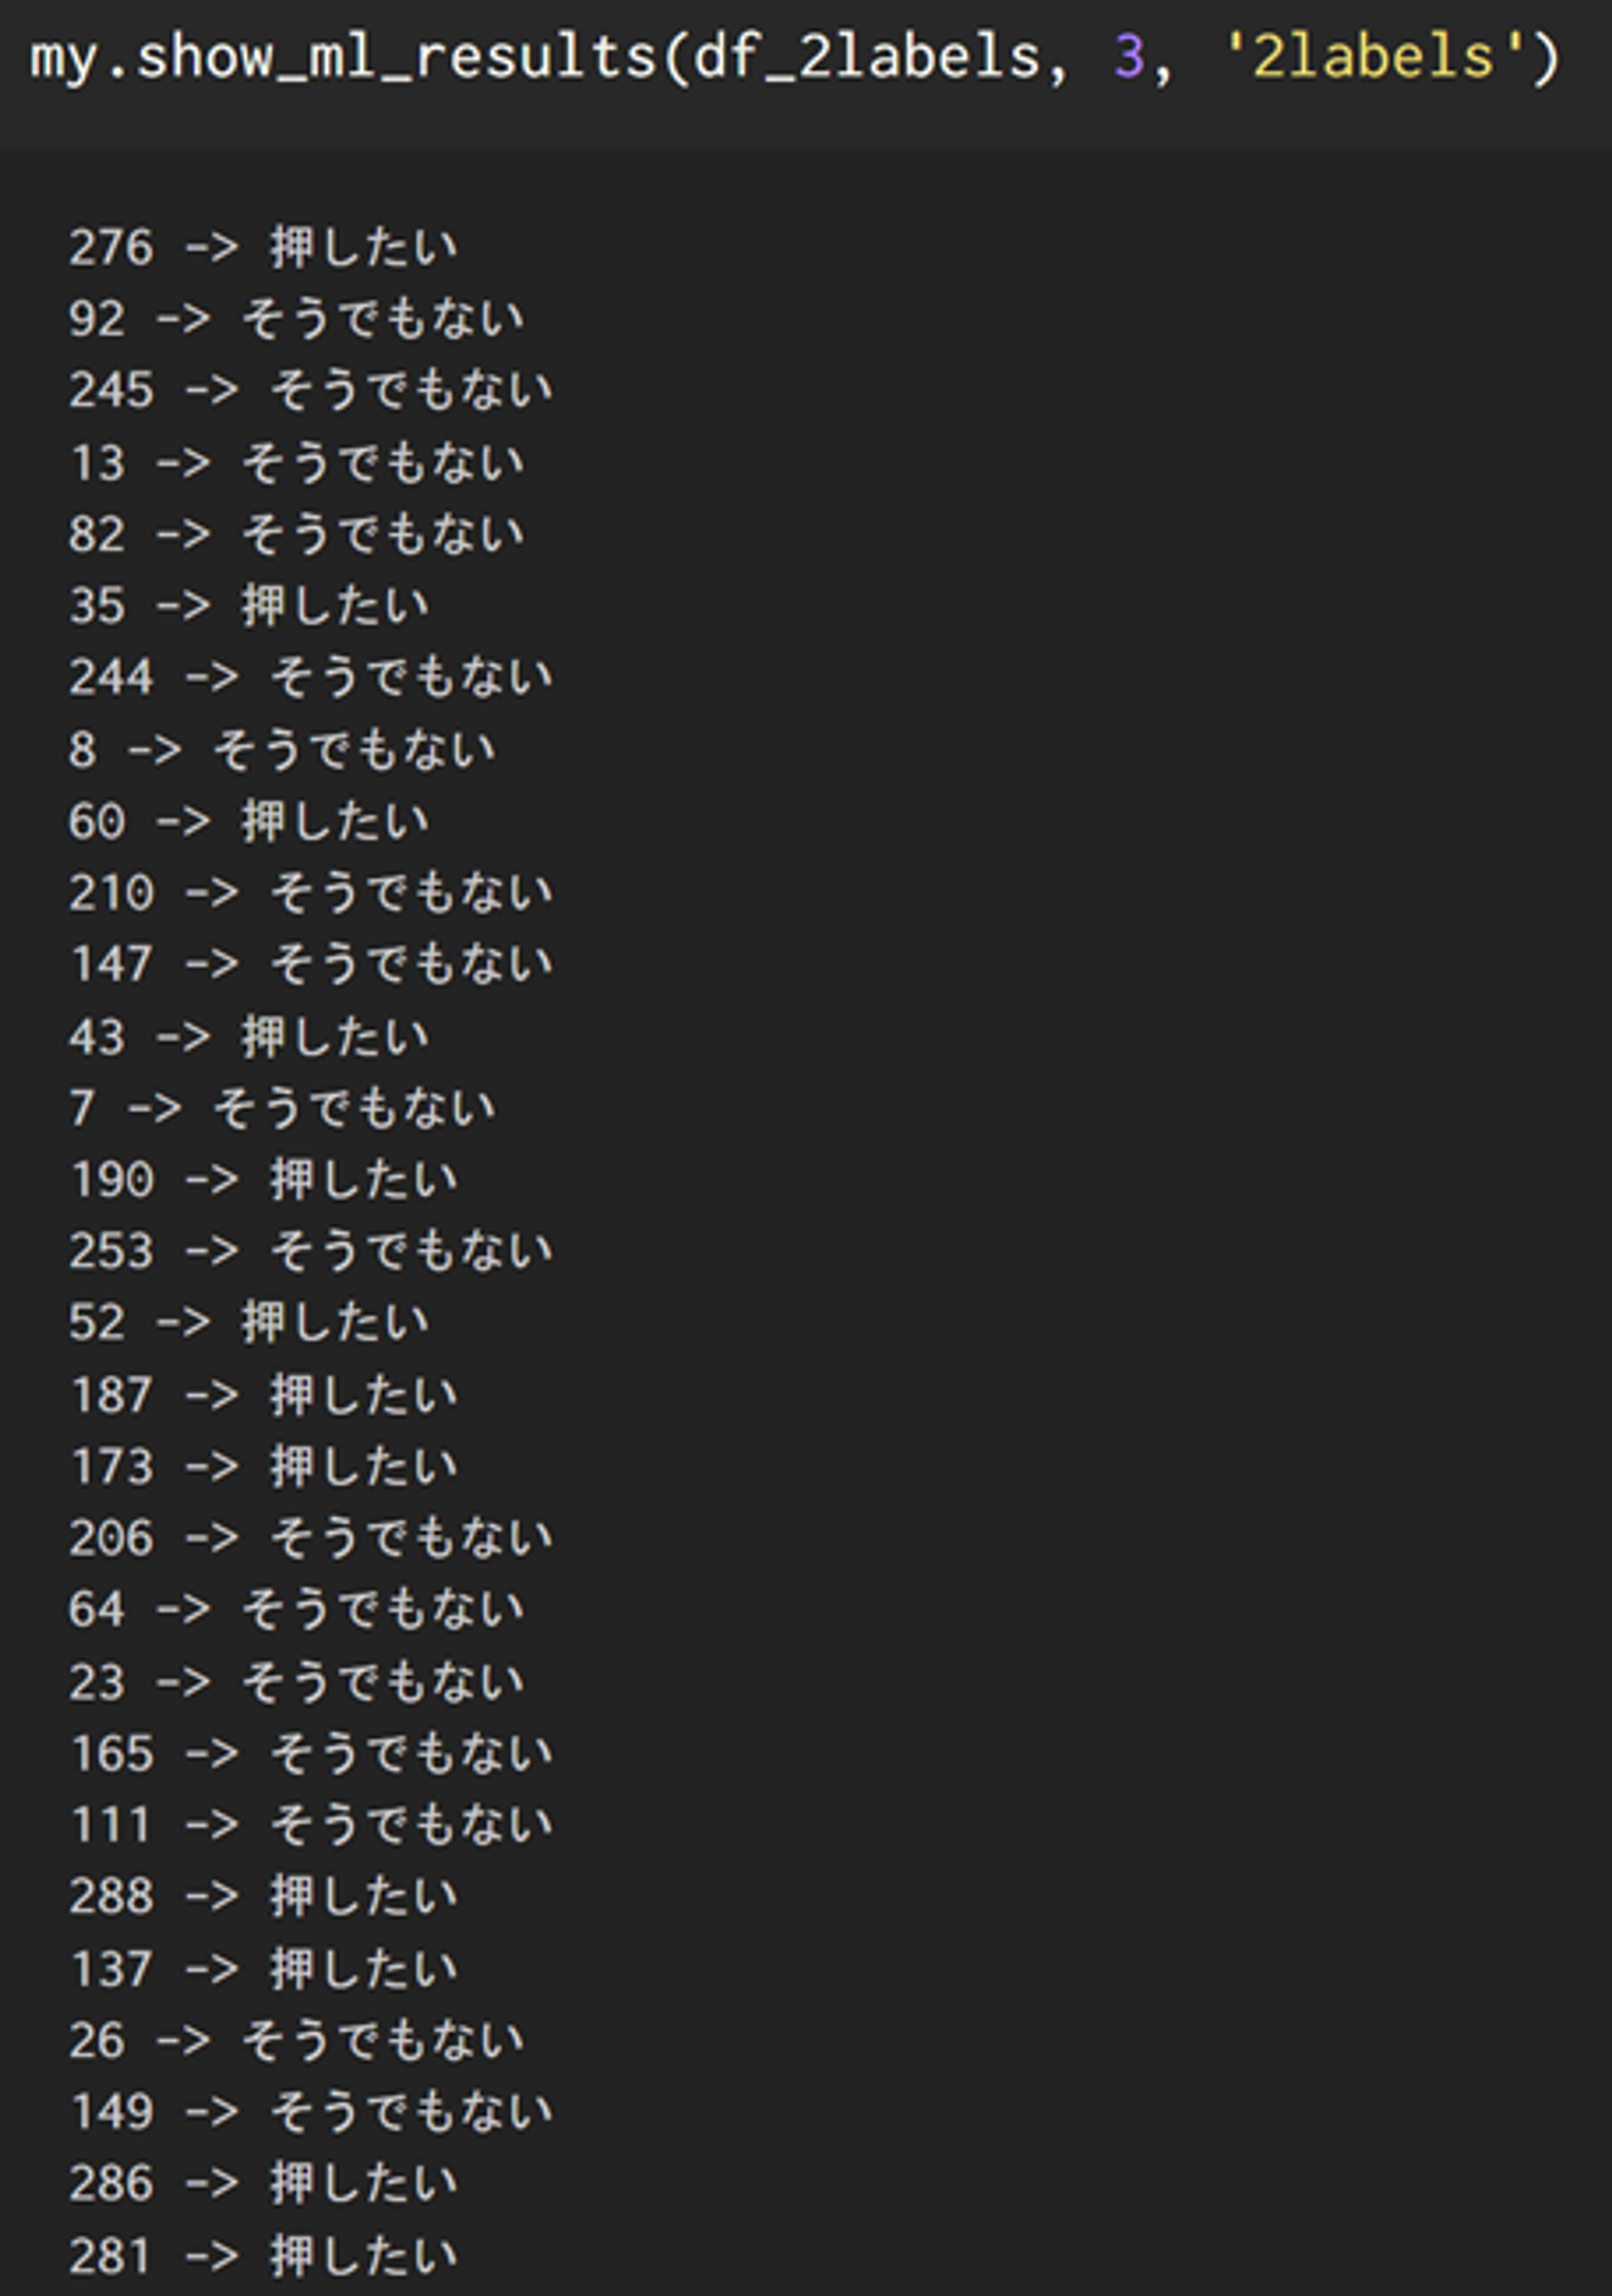 my.show_ml_results(df_2labels, 3, '2labels')
276 -> 押したい
92 -> そうでもない
245 -> そうでもない
13 -> そうでもない
82 -> そうでもない
35 -> 押したい
244 -> そうでもない
8 -> そうでもない
60 -> 押したい
210 -> そうでもない
147 -> そうでもない
43 -> 押したい
7 -> そうでもない
190 -> 押したい
253 -> そうでもない
52 -> 押したい
187 -> 押したい
173 -> 押したい
206 -> そうでもない
64 -> そうでもない
23 -> そうでもない
165 -> そうでもない
111 -> そうでもない
288 -> 押したい
137 -> 押したい
26 -> そうでもない
149 -> そうでもない
286 -> 押したい
281 -> 押したい